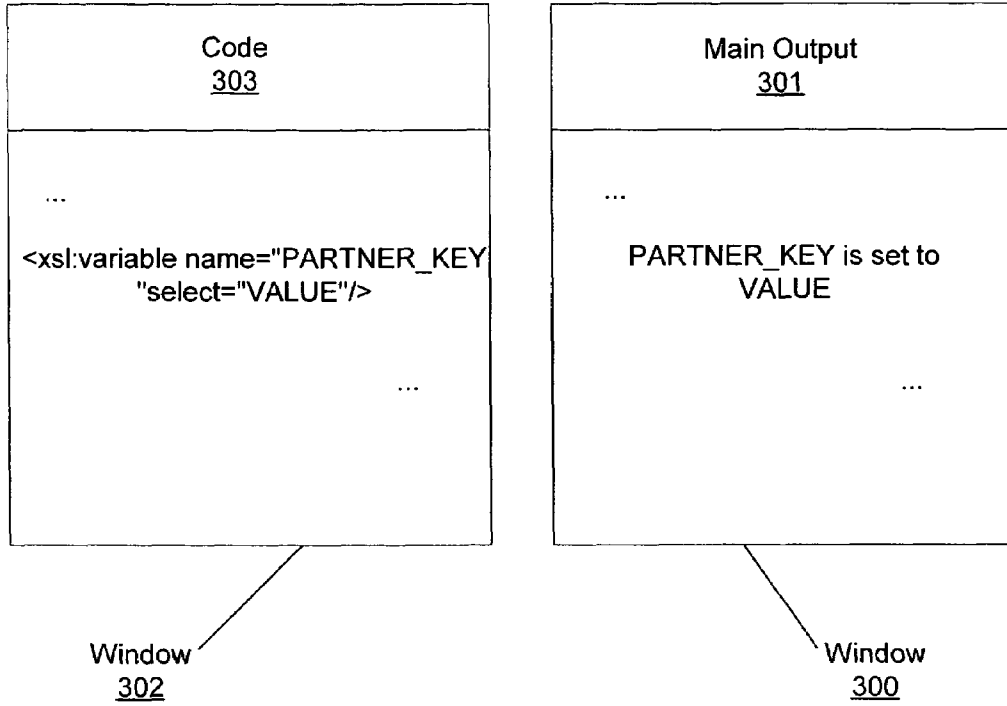 Code
303
...
<xsl:variable name="PARTNER_KEY
"select="VALUE"/>
...
Window
302
Main Output
301
...
PARTNER_KEY is set to
VALUE
...
Window
300